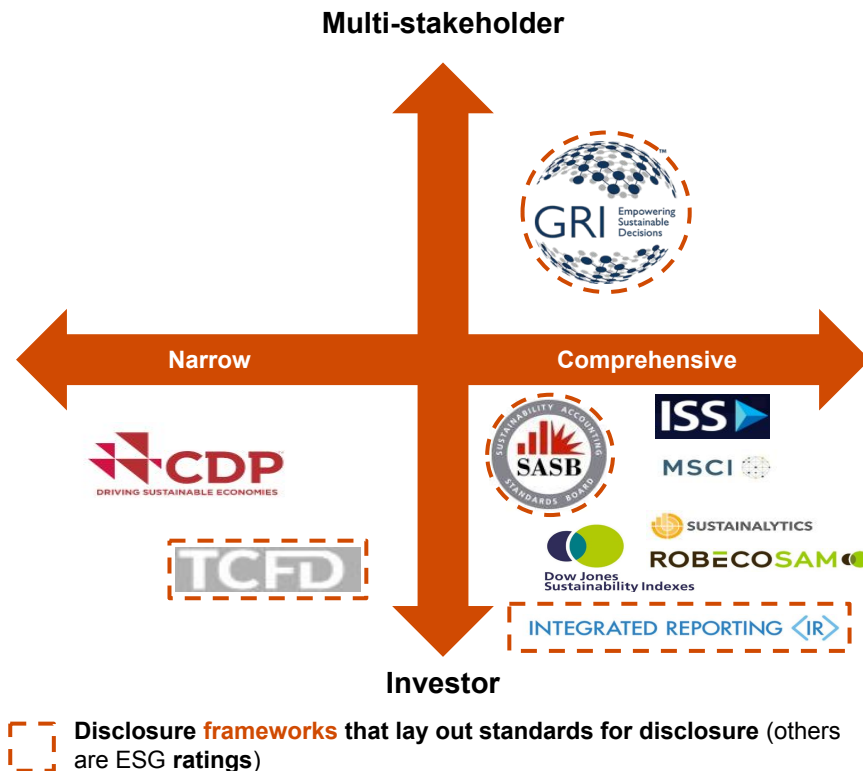 Multi-stakeholder
™
GRI
Empowering
Sustainable
Decisions
Narrow
Comprehensive
CDP
DRIVING SUSTAINABLE ECONOMIES
SUSTAINABILITY ACCOUNTING
SASB
STANDARDS BOARD
ISS
MSCI
SUSTAINALYTICS
TCFD
Dow Jones
Sustainability Indexes
ROBECOSAM
INTEGRATED REPORTING <IR>
Investor
Disclosure frameworks that lay out standards for disclosure (others
are ESG ratings)